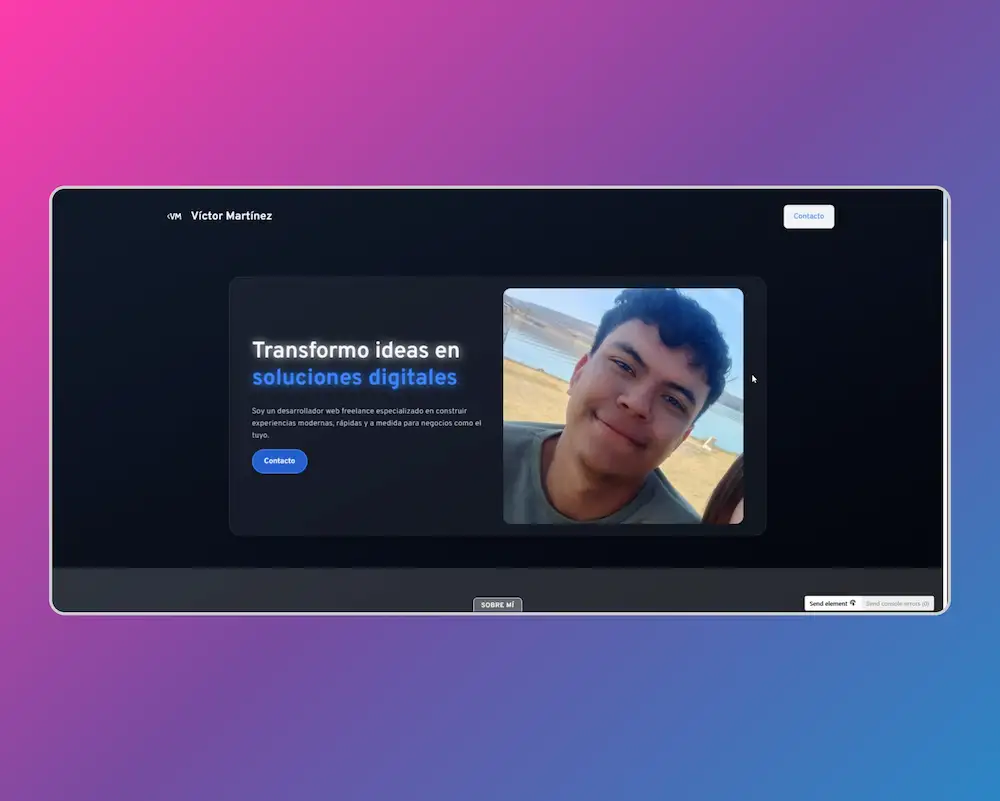 ‹VM Víctor Martínez
Contacto
Transformo ideas en
soluciones digitales
Soy un desarrollador web freelance especializado en construir
experiencias modernas, rápidas y a medida para negocios como el
tuyo.
Contacto
SOBRE MÍ
Send element
Send console errors (0)